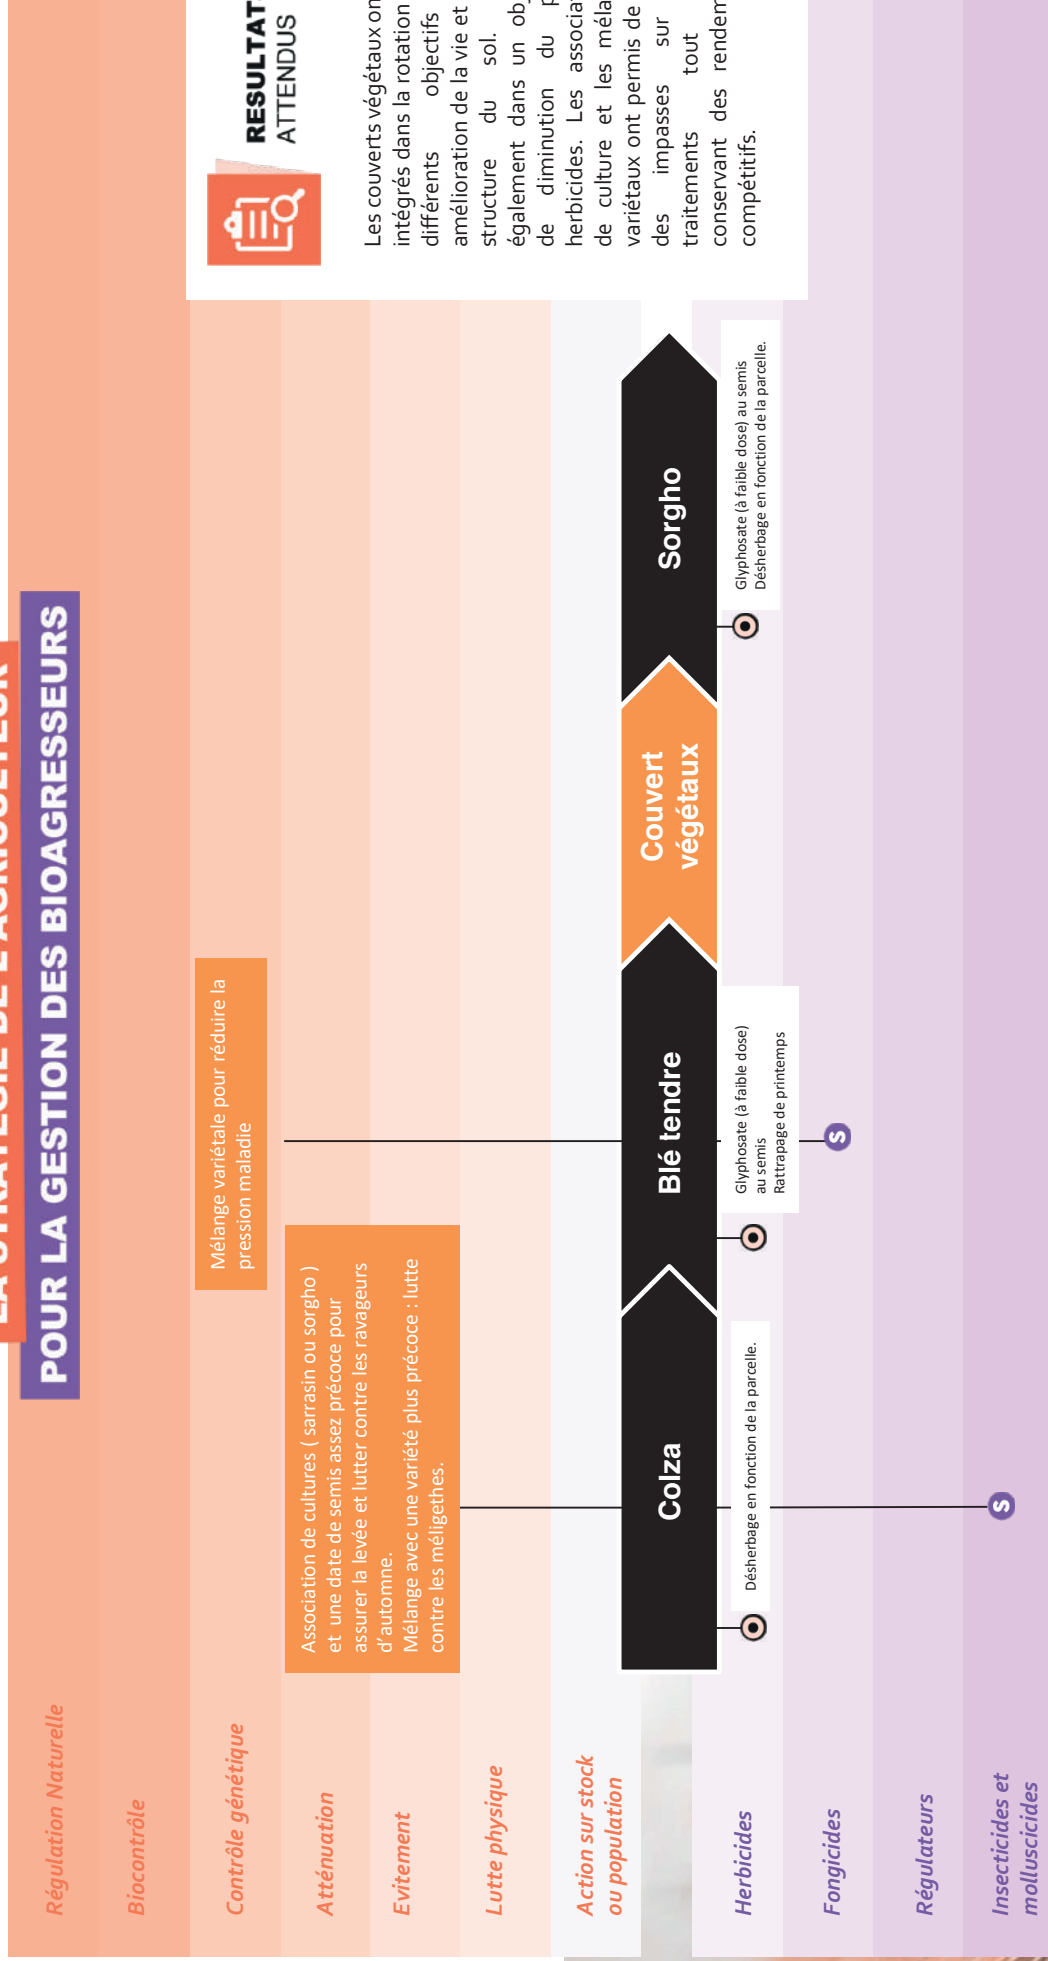 LA STRATÉGIE DE L'AGRICULTEUR
POUR LA GESTION DES BIOAGRESSEURS
Régulation Naturelle
Biocontrôle
Contrôle génétique
Atténuation
Evitement
Lutte physique
Action sur stock
ou population
Herbicides
Fongicides
Régulateurs
Insecticides et
molluscicides
Association de cultures ( sarrasin ou sorgho )
et une date de semis assez précoce pour
assurer la levée et lutter contre les ravageurs
d'automne.
Mélange avec une variété plus précoce : lutte
contre les méligethes.
Mélange variétale pour réduire la
pression maladie
Colza
Blé tendre
Couvert
végétaux
Sorgho
Désherbage en fonction de la parcelle.
Glyphosate (à faible dose)
au semis
Rattrapage de printemps
Glyphosate (à faible dose) au semis
Désherbage en fonction de la parcelle.
S
S
RESULTAT
ATTENDUS
Les couverts végétaux on
intégrés dans la rotation
différents objectifs
amélioration de la vie et
structure du sol.
également dans un obj
de diminution du p
herbicides. Les associat
de culture et les méla
variétaux ont permis de
des impasses sur
traitements tout
conservant des rendem
compétitifs.